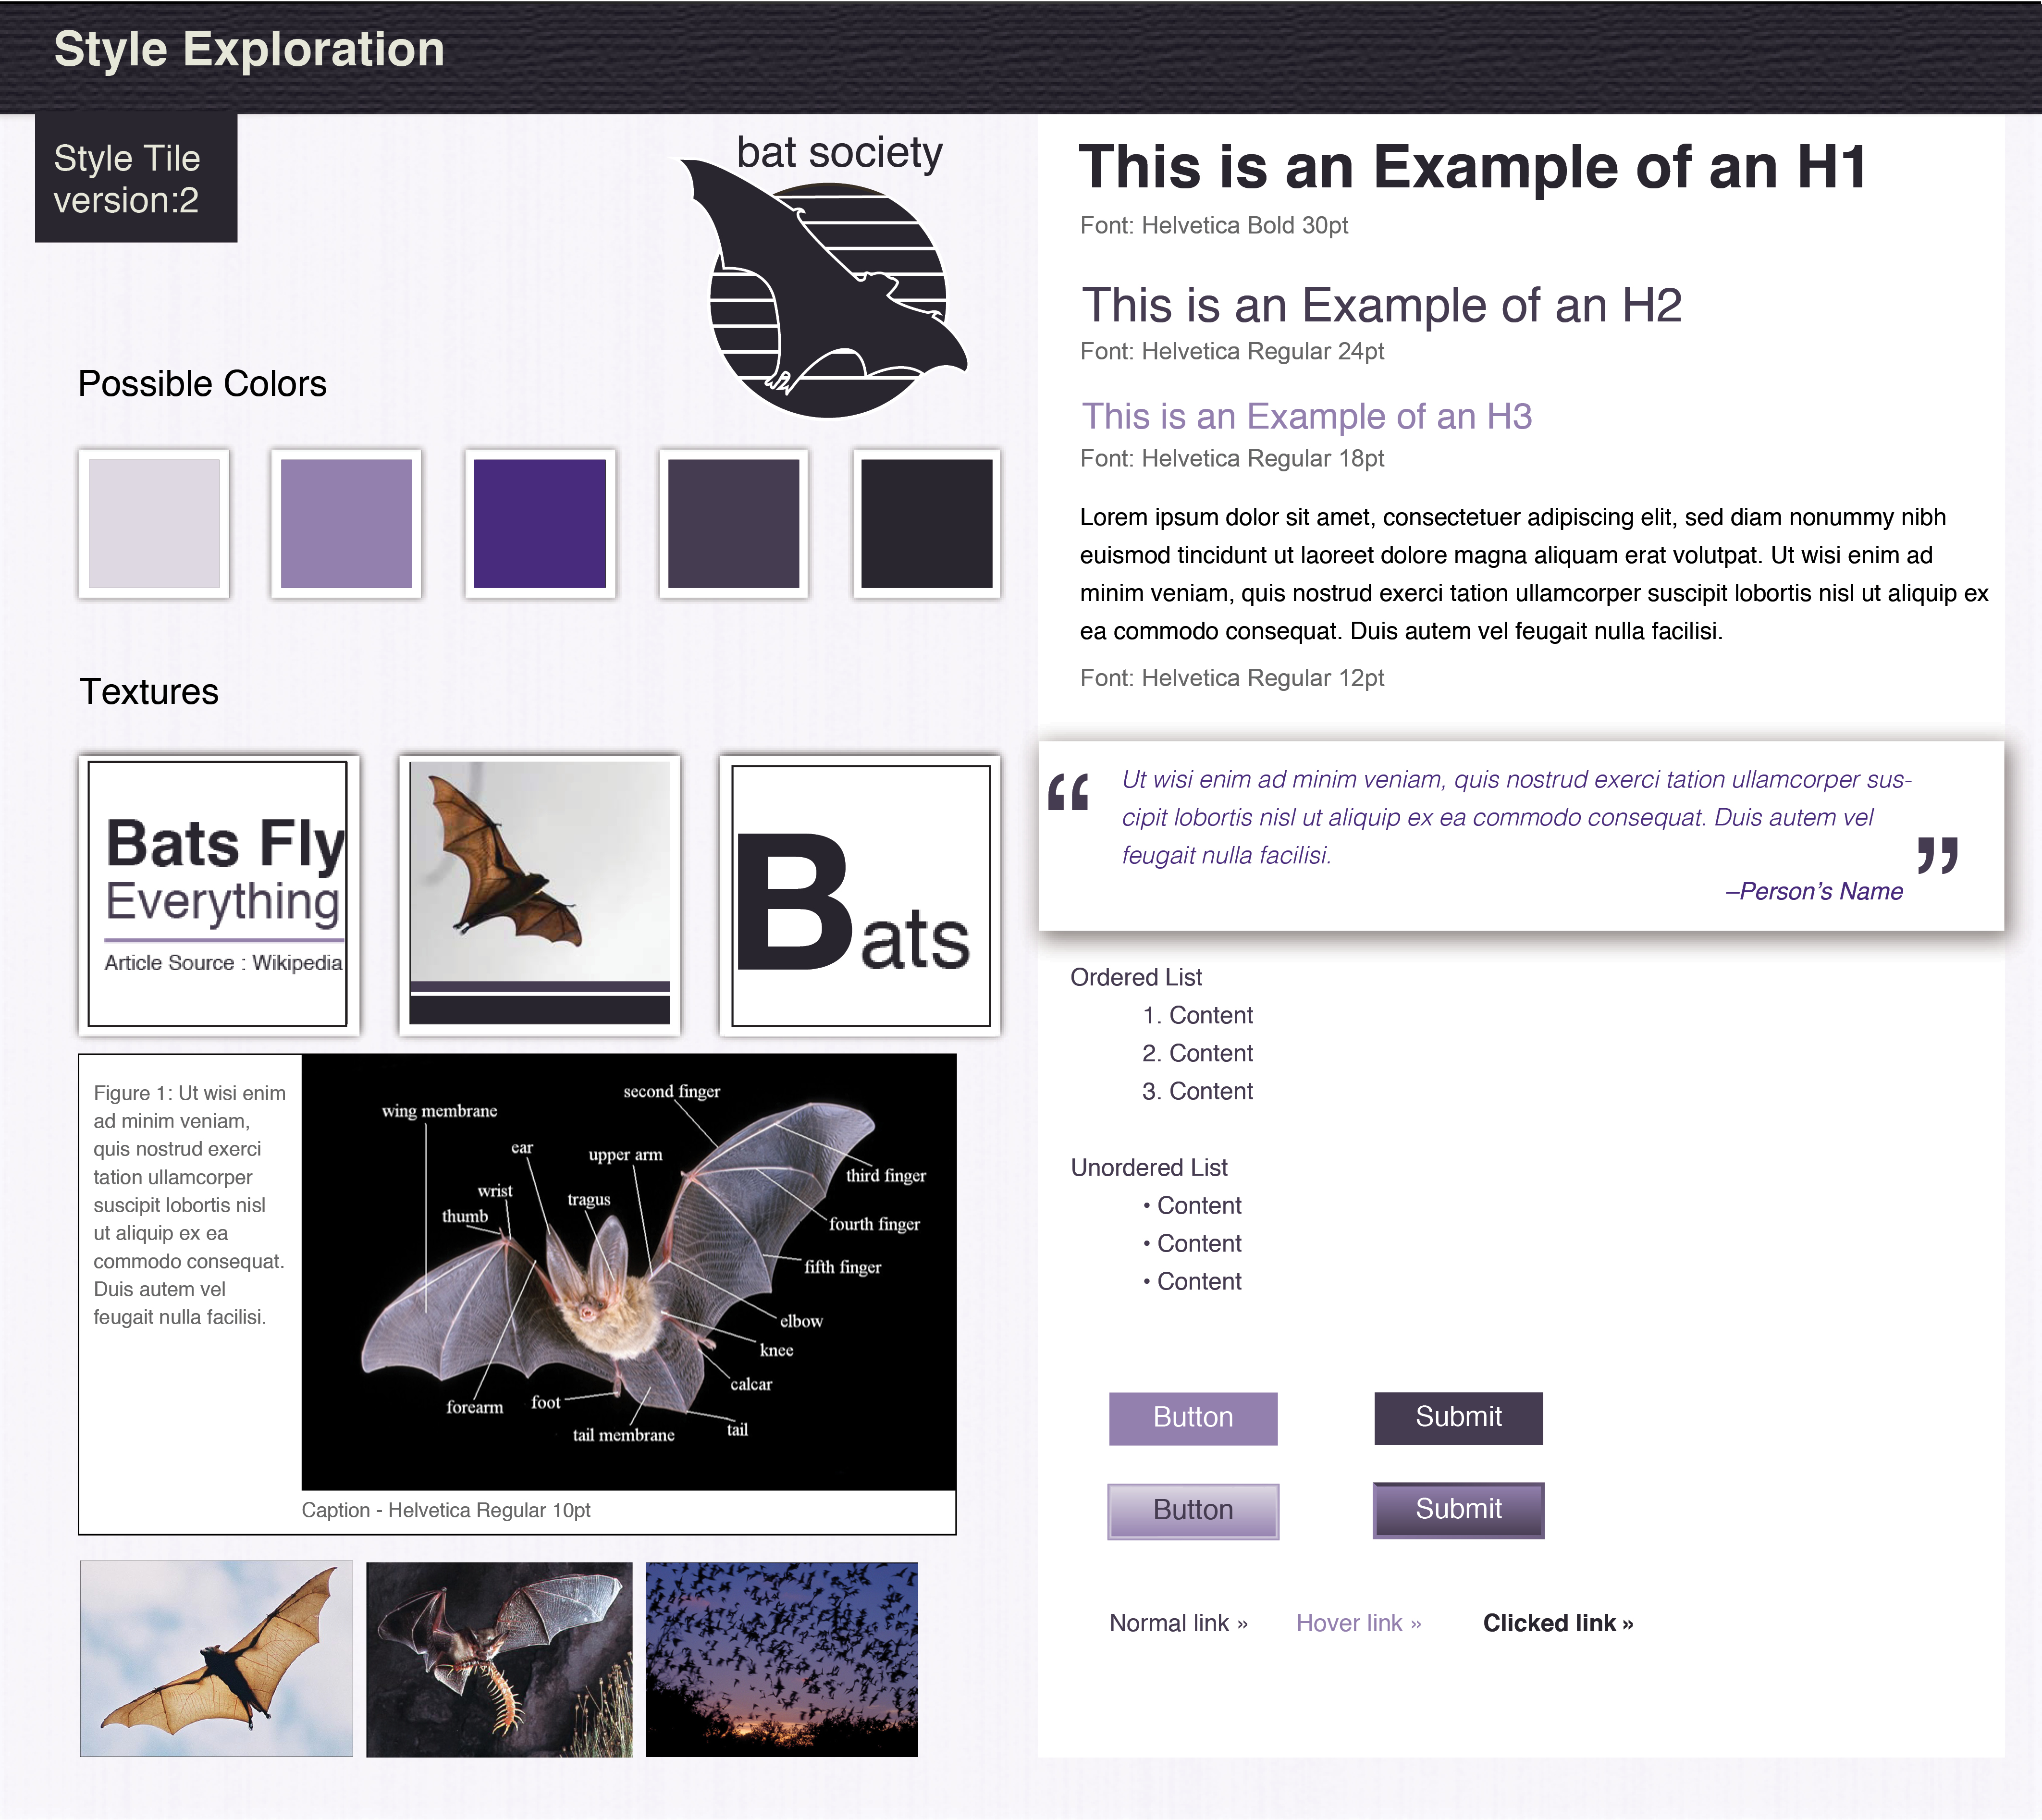 Style Exploration
Style Tile
version:2
bat society
Possible Colors
Textures
Bats Fly
Everything
Article Source : Wikipedia
Bats
Figure 1: Ut wisi enim
ad minim veniam,
quis nostrud exerci
tation ullamcorper
suscipit lobortis nisl
ut aliquip ex ea
commodo consequat.
Duis autem vel
feugait nulla facilisi.
second finger
wing membrane
ear
upper arm
third finger
wrist
tragus
thumb
fourth finger
fifth finger
elbow
knee
calcar
forearm
foot
tail
tail membrane
Caption - Helvetica Regular 10pt
This is an Example of an H1
Font: Helvetica Bold 30pt
This is an Example of an H2
Font: Helvetica Regular 24pt
This is an Example of an H3
Font: Helvetica Regular 18pt
Lorem ipsum dolor sit amet, consectetuer adipiscing elit, sed diam nonummy nibh
euismod tincidunt ut laoreet dolore magna aliquam erat volutpat. Ut wisi enim ad
minim veniam, quis nostrud exerci tation ullamcorper suscipit lobortis nisl ut aliquip ex
ea commodo consequat. Duis autem vel feugait nulla facilisi.
Font: Helvetica Regular 12pt
“ Ut wisi enim ad minim veniam, quis nostrud exerci tation ullamcorper sus-
cipit lobortis nisl ut aliquip ex ea commodo consequat. Duis autem vel
feugait nulla facilisi. ”
–Person’s Name
Ordered List
1. Content
2. Content
3. Content
Unordered List
• Content
• Content
• Content
Button Submit
Button Submit
Normal link » Hover link » Clicked link »